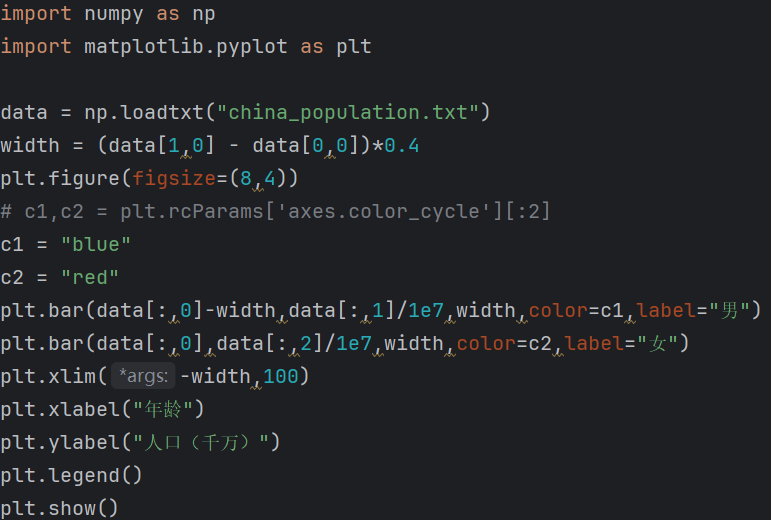 import numpy as np
import matplotlib.pyplot as plt
data = np.loadtxt("china_population.txt")
width = (data[1,0] - data[0,0])*0.4
plt.figure(figsize=(8,4))
# c1,c2 = plt.rcParams['axes.color_cycle'][:2]
c1 = "blue"
c2 = "red"
plt.bar(data[:,0]-width,data[:,1]/1e7,width,color=c1,label="男")
plt.bar(data[:,0],data[:,2]/1e7,width,color=c2,label="女")
plt.xlim( *args: -width,100)
plt.xlabel("年龄")
plt.ylabel("人口（千万）")
plt.legend()
plt.show()